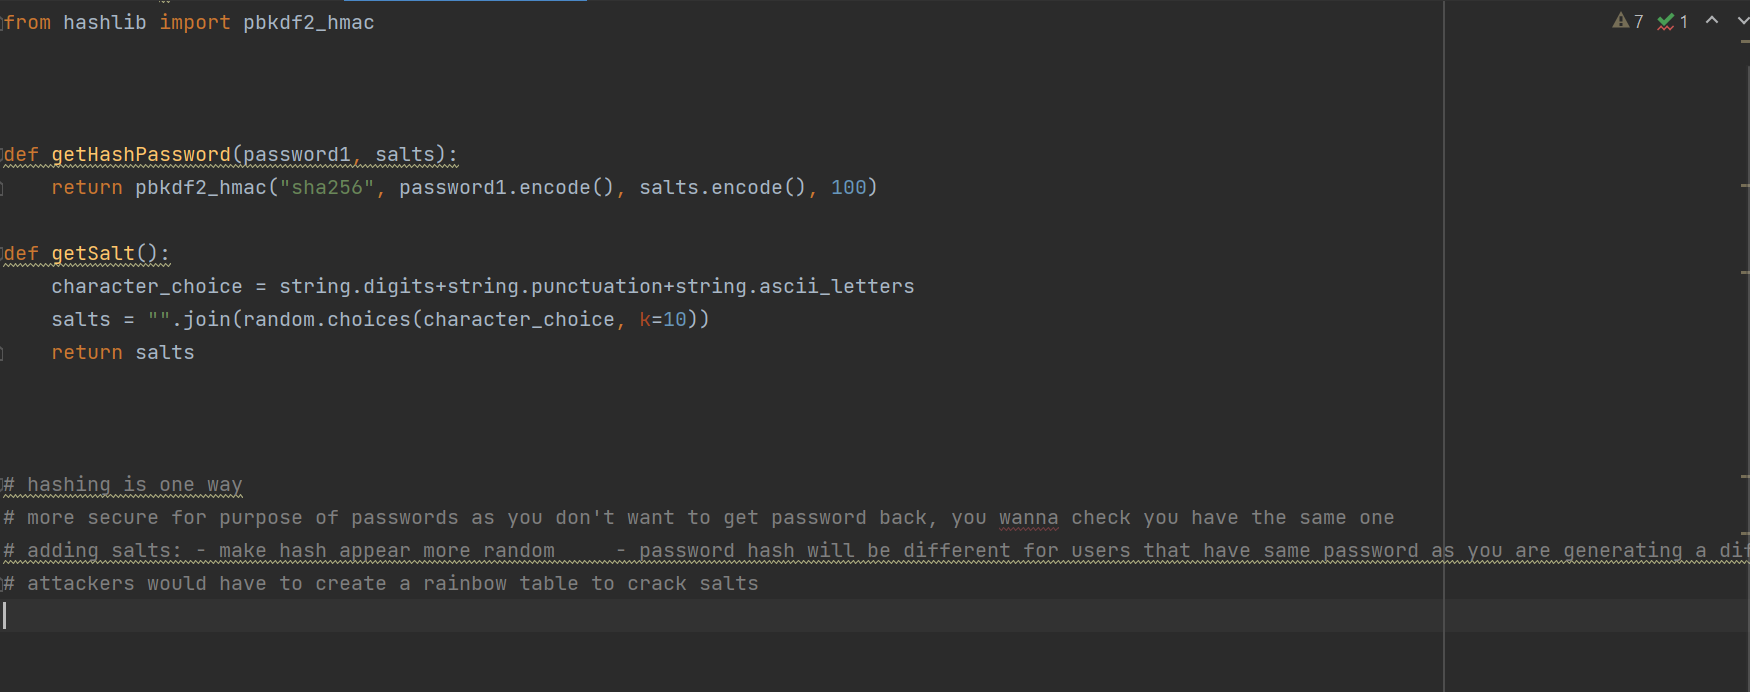 from hashlib import pbkdf2_hmac
7 1
def getHashPassword(password1, salts):
return pbkdf2_hmac("sha256", password1.encode(), salts.encode(), 100)
def getSalt():
character_choice = string.digits+string.punctuation+string.ascii_letters
salts = "".join(random.choices(character_choice, k=10))
return salts
# hashing is one way
# more secure for purpose of passwords as you don't want to get password back, you wanna check you have the same one
# adding salts: - make hash appear more random - password hash will be different for users that have same password as you are generating a
# attackers would have to create a rainbow table to crack salts